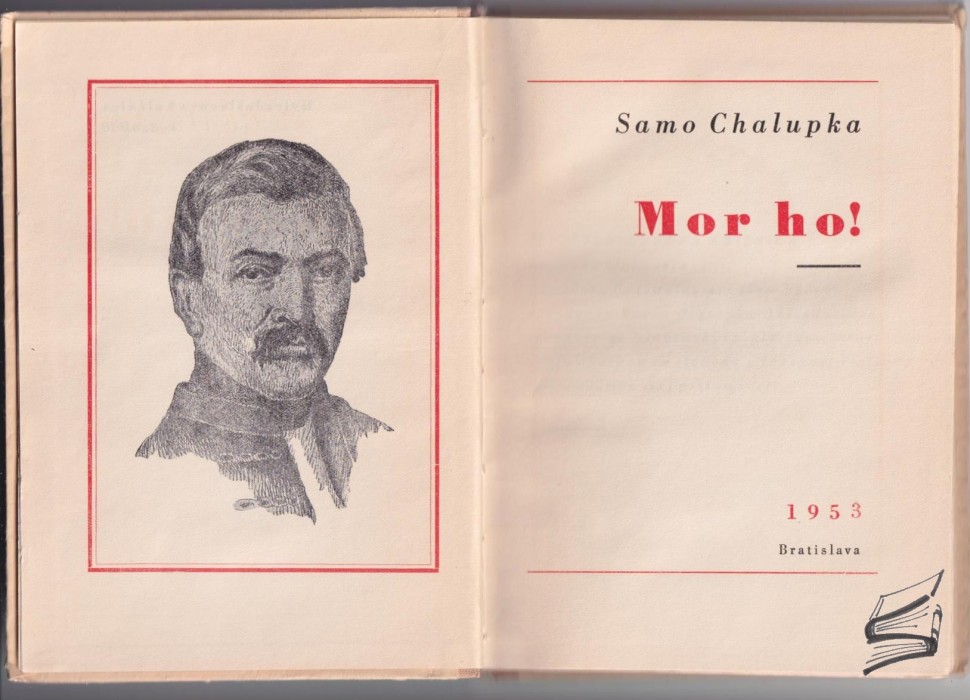 Samo Chalupka
Mor ho!
1953
Bratislava